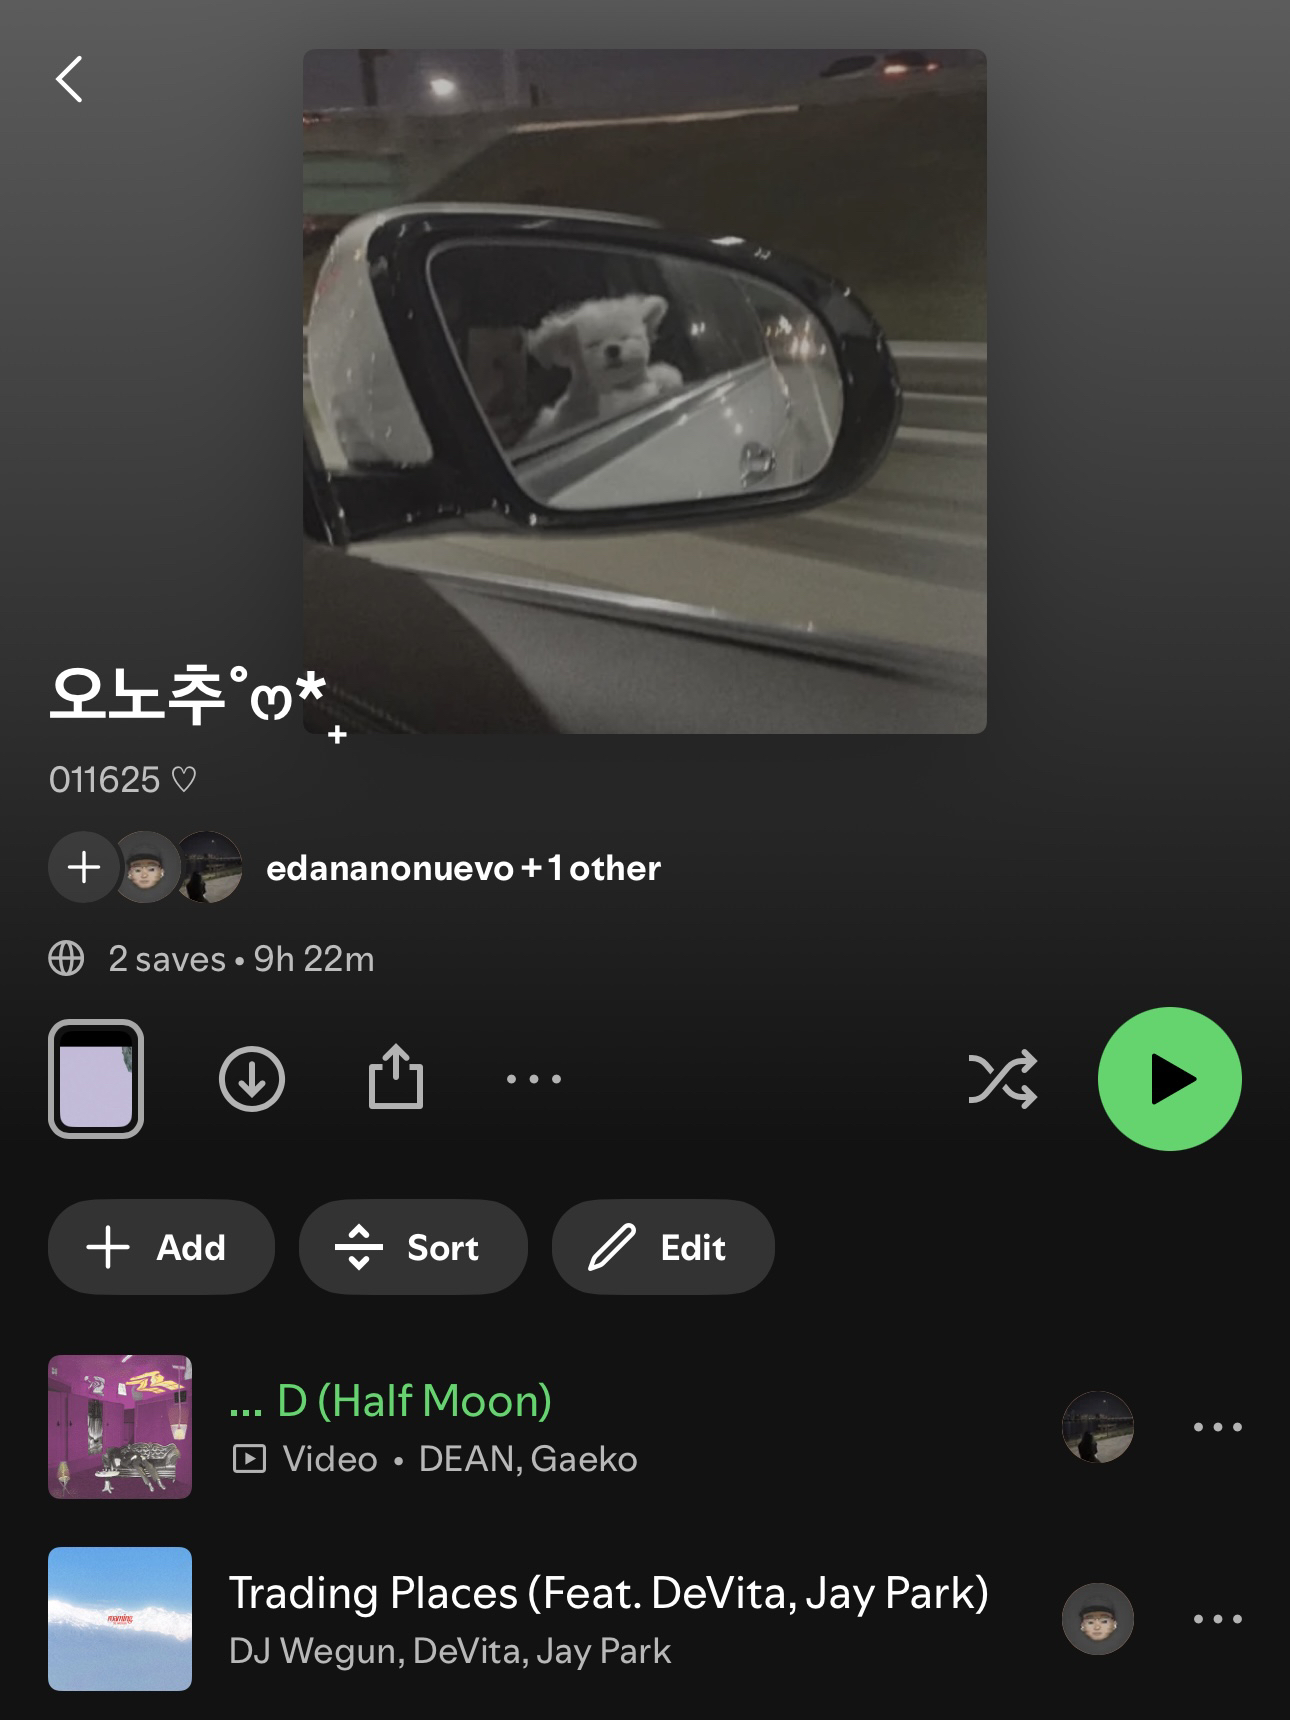 오노추˚ෆ*₊
011625 ♡
edananonuevo + 1 other
2 saves • 9h 22m
Add
Sort
Edit
... D (Half Moon)
Video • DEAN, Gaeko
Trading Places (Feat. DeVita, Jay Park)
DJ Wegun, DeVita, Jay Park